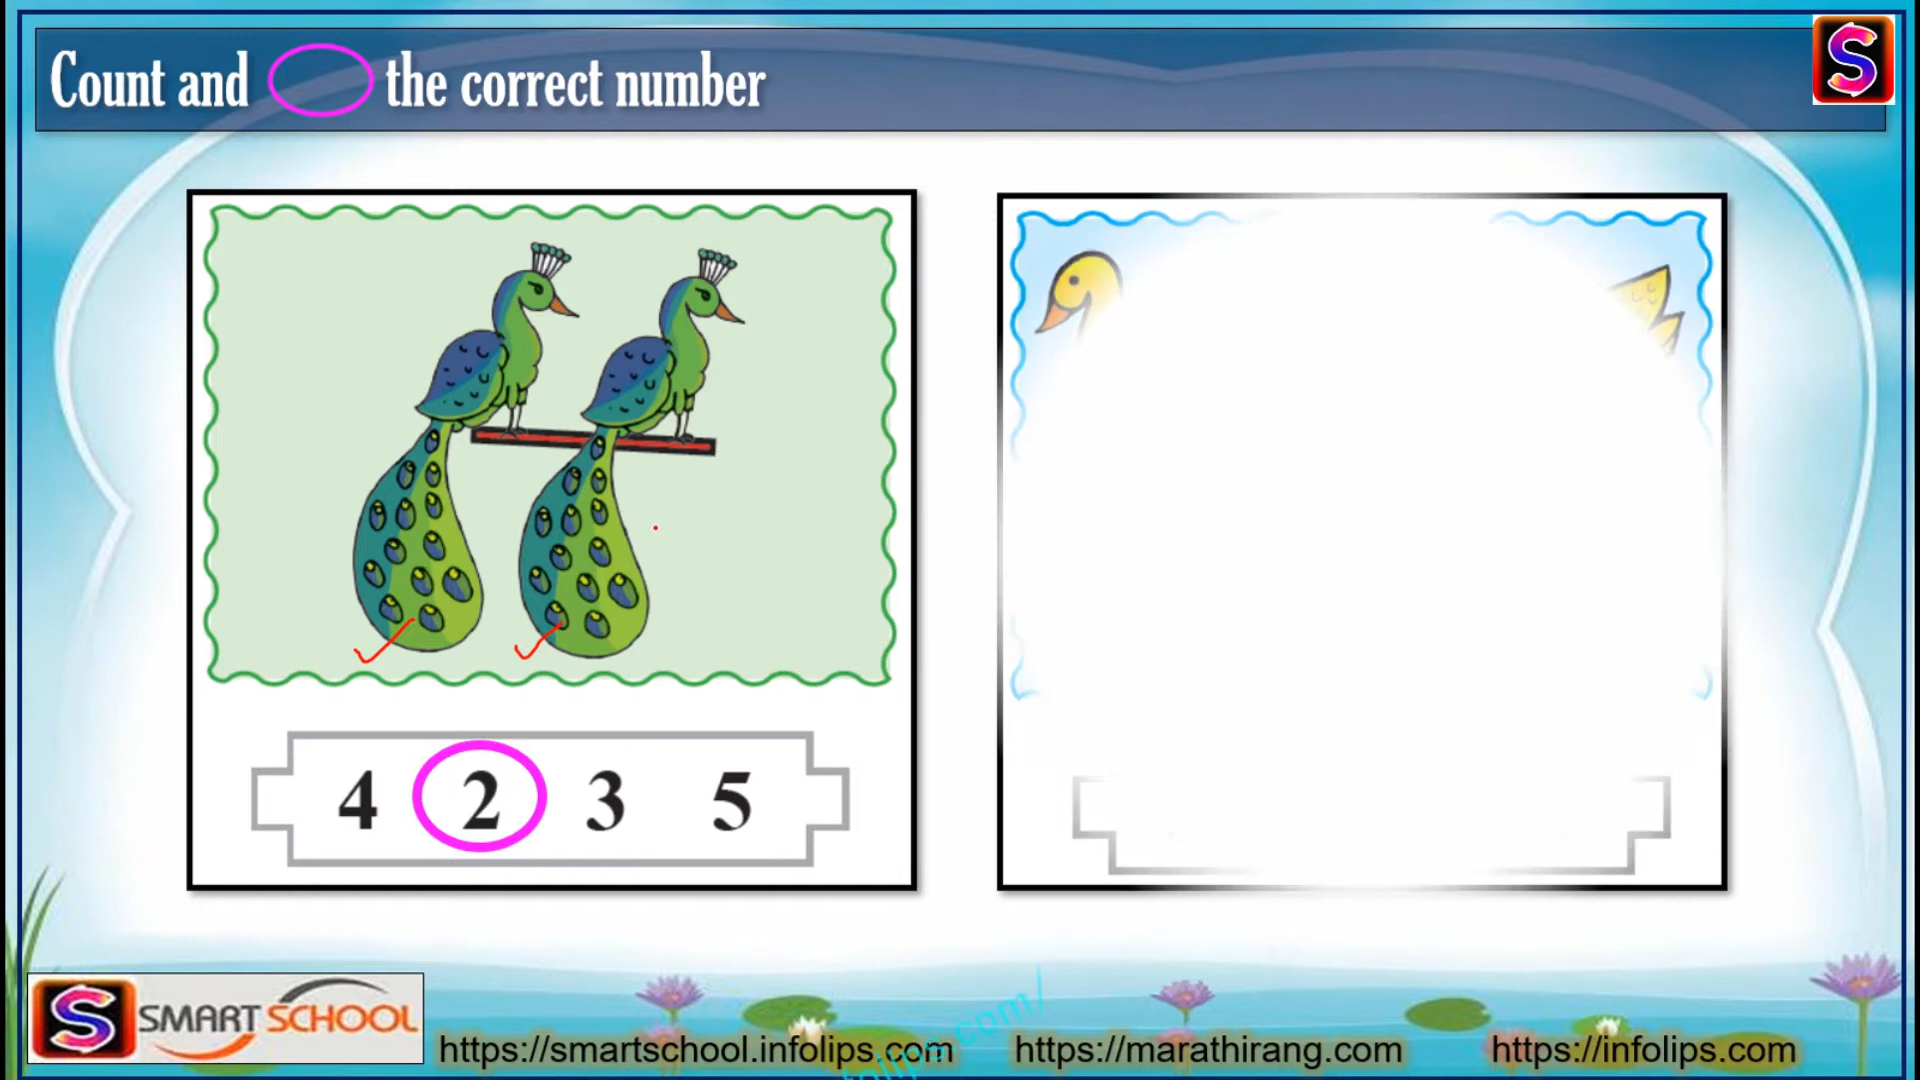 Count and the correct number
S
4 2 3 5
S SMART SCHOOL
https://smartschool.infolips.com https://marathirang.com https://infolips.com